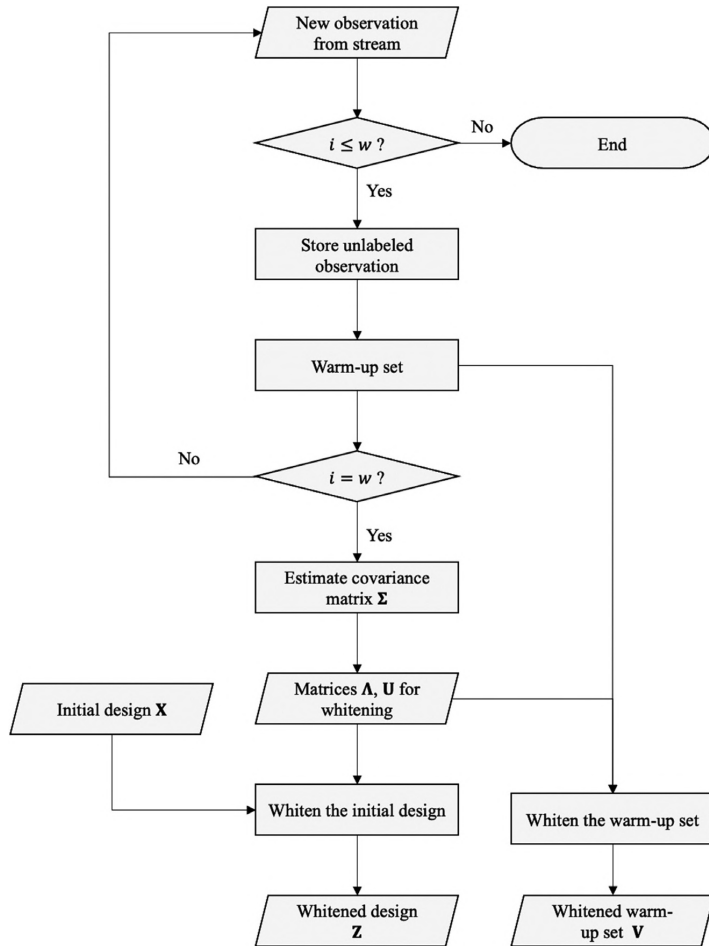 New observation
from stream
i ≤ w ?
No
End
Yes
Store unlabeled
observation
Warm-up set
No
i = w ?
Yes
Estimate covariance
matrix Σ
Initial design X
Matrices Λ, U for
whitening
Whiten the initial design
Whiten the warm-up set
Whitened design
Z
Whitened warm-
up set V